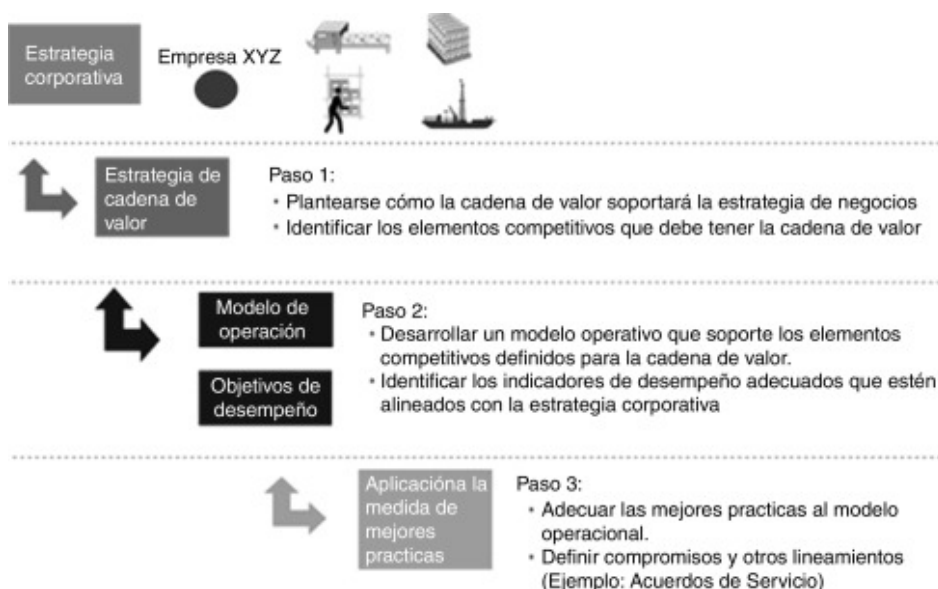 Estrategia
corporativa
Empresa XYZ
Estrategia de
cadena de
valor
Paso 1:
• Plantearse cómo la cadena de valor soportará la estrategia de negocios
• Identificar los elementos competitivos que debe tener la cadena de valor
Modelo de
operación
Objetivos de
desempeño
Paso 2:
• Desarrollar un modelo operativo que soporte los elementos
competitivos definidos para la cadena de valor.
• Identificar los indicadores de desempeño adecuados que estén
alineados con la estrategia corporativa
Aplicacióna la
medida de
mejores
practicas
Paso 3:
• Adecuar las mejores practicas al modelo
operacional.
• Definir compromisos y otros lineamientos
(Ejemplo: Acuerdos de Servicio)